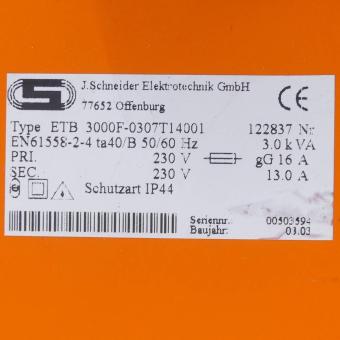 J.Schneider Elektrotechnik GmbH
77652 Offenburg
CE
Type ETB 3000F-0307T14001 122837 Nr
EN61558-2-4 ta40/B 50/60 Hz 3.0 kVA
PRI. 230 V gG 16 A
SEC. 230 V 13.0 A
Schutzart IP44
Seriennr. 00503594
Baujahr: 03.03